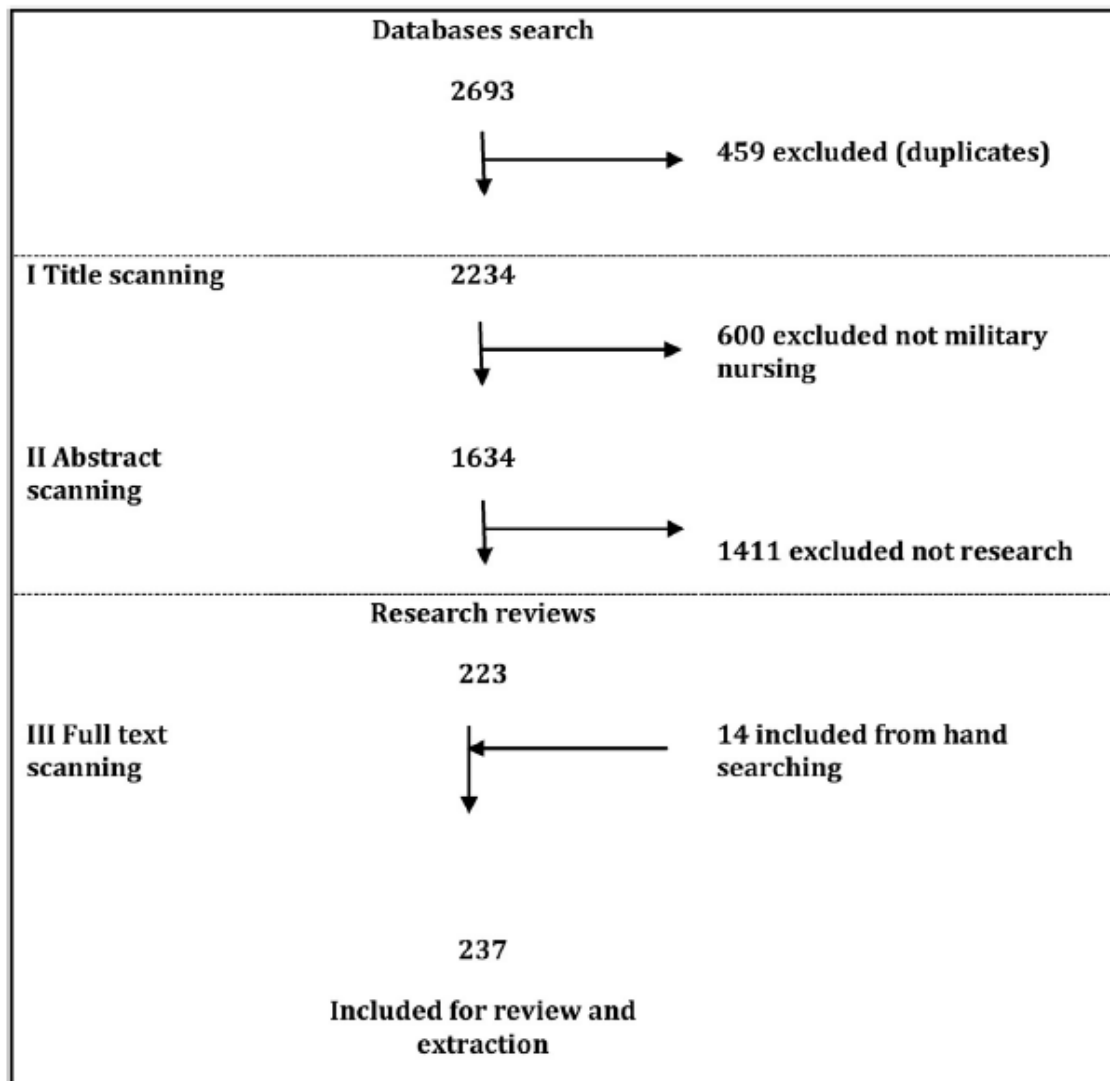 Databases search
2693
459 excluded (duplicates)
I Title scanning
2234
600 excluded not military
nursing
II Abstract
scanning
1634
1411 excluded not research
Research reviews
223
III Full text
scanning
14 included from hand
searching
237
Included for review and
extraction